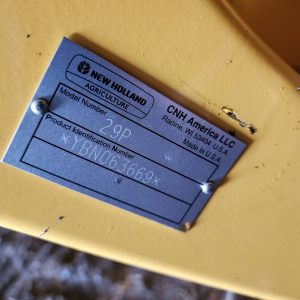 NEW HOLLAND
AGRICULTURE
CNH America LLC
Racine, WI 53404, U.S.A.
Made In U.S.A.
Model Number
29P
Product Identification Number
*YBN063669*